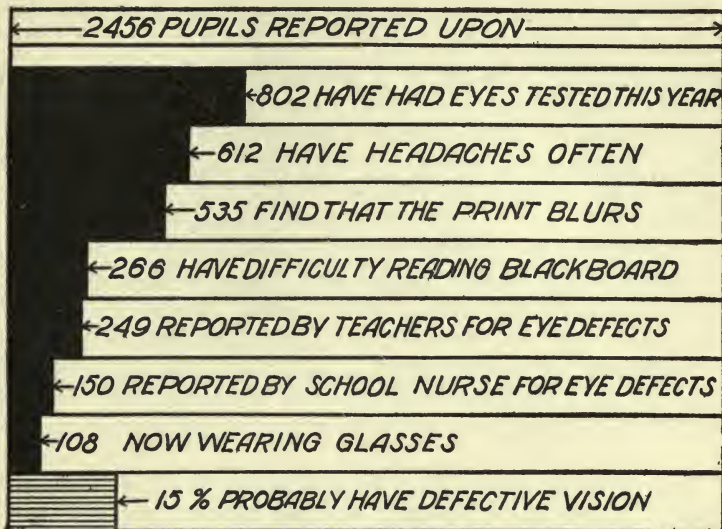 2456 PUPILS REPORTED UPON
802 HAVE HAD EYES TESTED THIS YEAR
612 HAVE HEADACHES OFTEN
535 FIND THAT THE PRINT BLURS
266 HAVE DIFFICULTY READING BLACKBOARD
249 REPORTED BY TEACHERS FOR EYE DEFECTS
150 REPORTED BY SCHOOL NURSE FOR EYE DEFECTS
108 NOW WEARING GLASSES
15 % PROBABLY HAVE DEFECTIVE VISION